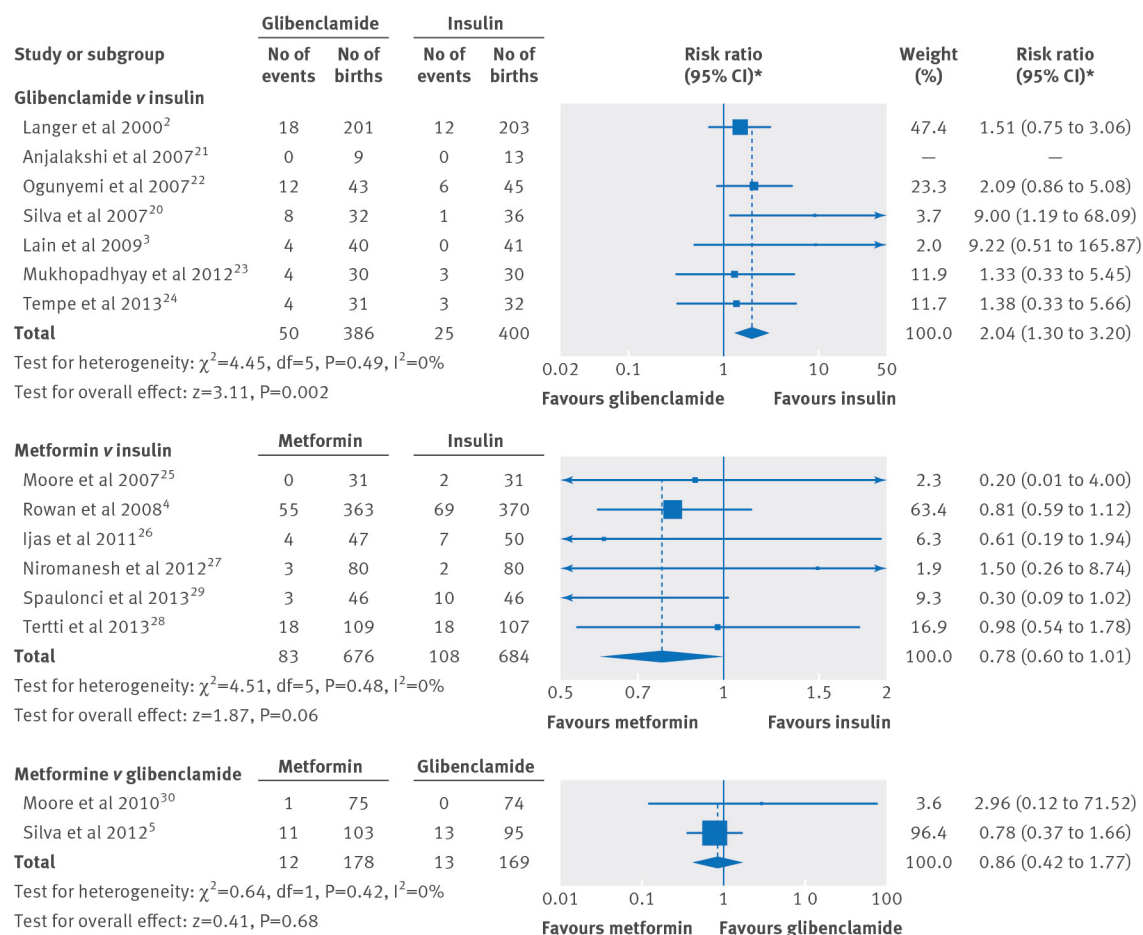 Glibenclamide Insulin
Study or subgroup No of events No of births No of events No of births Risk ratio (95% CI)* Weight (%) Risk ratio (95% CI)*
Glibenclamide v insulin
Langer et al 2000² 18 201 12 203 47.4 1.51 (0.75 to 3.06)
Anjalakshi et al 2007²¹ 0 9 0 13 — —
Ogunyemi et al 2007²² 12 43 6 45 23.3 2.09 (0.86 to 5.08)
Silva et al 2007²⁰ 8 32 1 36 3.7 9.00 (1.19 to 68.09)
Lain et al 2009³ 4 40 0 41 2.0 9.22 (0.51 to 165.87)
Mukhopadhyay et al 2012²³ 4 30 3 30 11.9 1.33 (0.33 to 5.45)
Tempe et al 2013²⁴ 4 31 3 32 11.7 1.38 (0.33 to 5.66)
Total 50 386 25 400 100.0 2.04 (1.30 to 3.20)
Test for heterogeneity: χ²=4.45, df=5, P=0.49, I²=0%
0.02 0.1 1 10 50
Test for overall effect: z=3.11, P=0.002
Favours glibenclamide Favours insulin
Metformin v insulin Metformin Insulin
Moore et al 2007²⁵ 0 31 2 31 2.3 0.20 (0.01 to 4.00)
Rowan et al 2008⁴ 55 363 69 370 63.4 0.81 (0.59 to 1.12)
Ijas et al 2011²⁶ 4 47 7 50 6.3 0.61 (0.19 to 1.94)
Niromanesh et al 2012²⁷ 3 80 2 80 1.9 1.50 (0.26 to 8.74)
Spaulonci et al 2013²⁹ 3 46 10 46 9.3 0.30 (0.09 to 1.02)
Tertti et al 2013²⁸ 18 109 18 107 16.9 0.98 (0.54 to 1.78)
Total 83 676 108 684 100.0 0.78 (0.60 to 1.01)
Test for heterogeneity: χ²=4.51, df=5, P=0.48, I²=0%
0.5 0.7 1 1.5 2
Test for overall effect: z=1.87, P=0.06
Favours metformin Favours insulin
Metformine v glibenclamide Metformin Glibenclamide
Moore et al 2010³⁰ 1 75 0 74 3.6 2.96 (0.12 to 71.52)
Silva et al 2012⁵ 11 103 13 95 96.4 0.78 (0.37 to 1.66)
Total 12 178 13 169 100.0 0.86 (0.42 to 1.77)
Test for heterogeneity: χ²=0.64, df=1, P=0.42, I²=0%
0.01 0.1 1 1 0 100
Test for overall effect: z=0.41, P=0.68
Favours metformin Favours glibenclamide